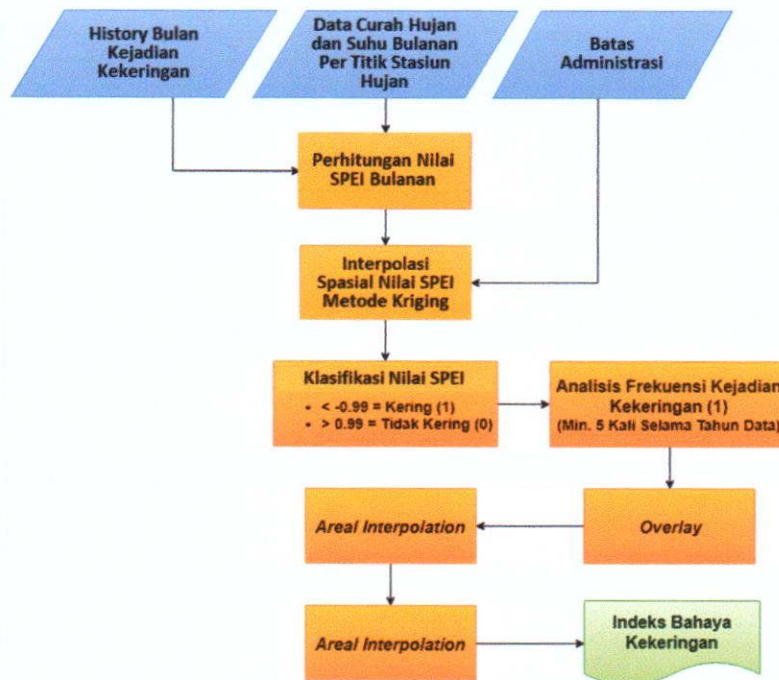 History Bulan
Kejadian
Kekeringan
Data Curah Hujan
dan Suhu Bulanan
Per Titik Stasiun
Hujan
Batas
Administrasi
Perhitungan Nilai
SPEI Bulanan
Interpolasi
Spasial Nilai SPEI
Metode Kriging
Klasifikasi Nilai SPEI
• < -0.99 = Kering (1)
• > 0.99 = Tidak Kering (0)
Analisis Frekuensi Kejadian
Kekeringan (1)
(Min. 5 Kali Selama Tahun Data)
Areal Interpolation
Overlay
Areal Interpolation
Indeks Bahaya
Kekeringan